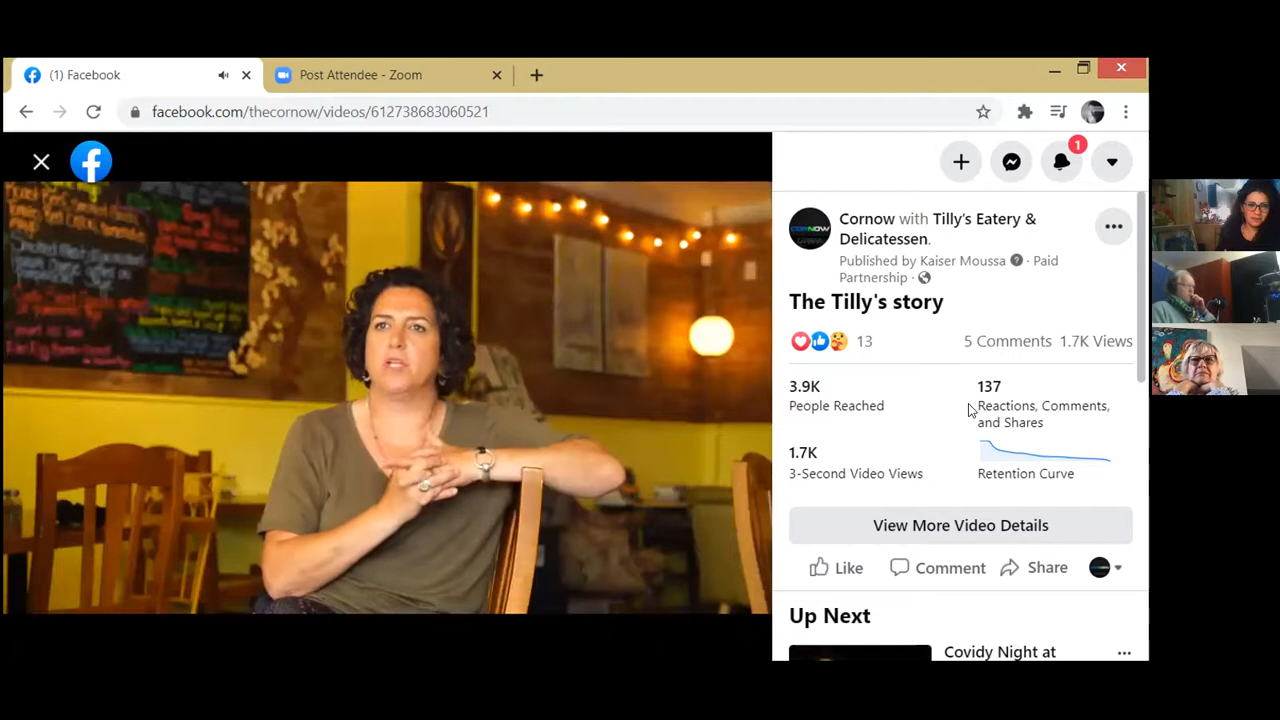 (1) Facebook
Post Attendee - Zoom
facebook.com/thecornow/videos/612738683060521
1
CORNOW
Cornow with Tilly's Eatery &
Delicatessen.
Published by Kaiser Moussa · Paid
Partnership ·
The Tilly's story
13
5 Comments 1.7K Views
3.9K
People Reached
137
Reactions, Comments,
and Shares
1.7K
3-Second Video Views
Retention Curve
View More Video Details
Like
Comment
Share
Up Next
Covidy Night at